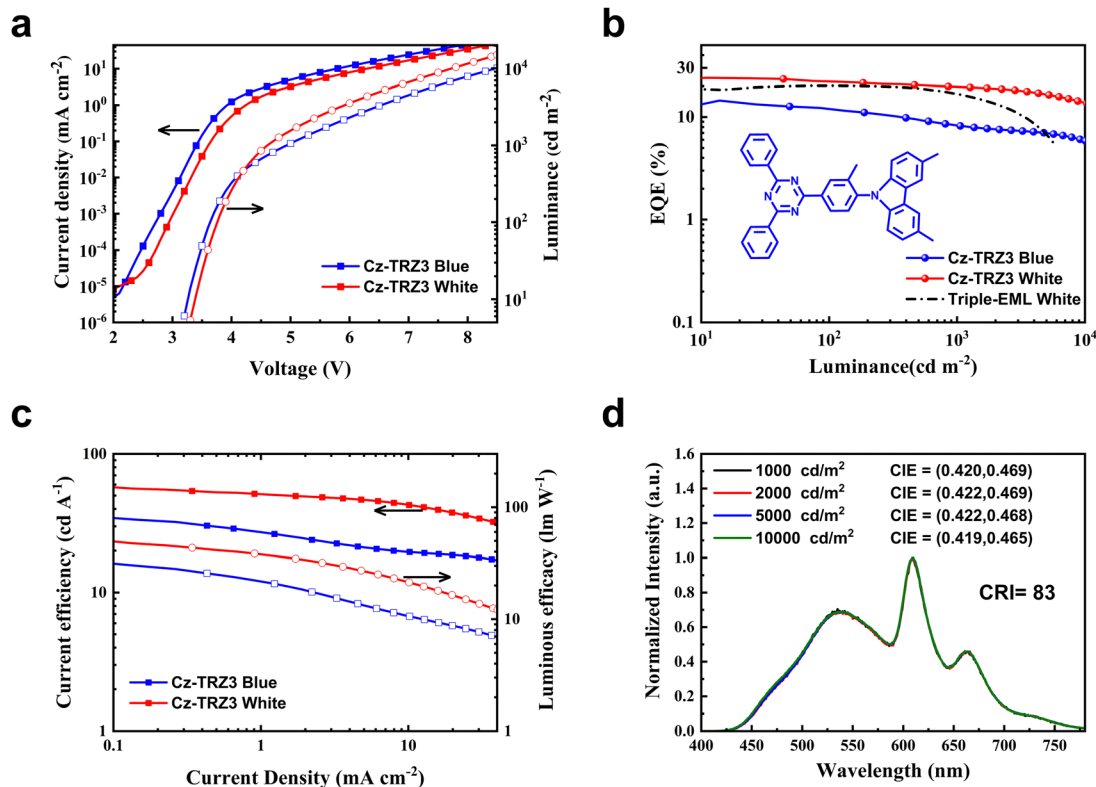 a
Current density (mA cm⁻²)
10¹
10⁰
10⁻¹
10⁻²
10⁻³
10⁻⁴
10⁻⁵
10⁻⁶
2 3 4 5 6 7 8
Voltage (V)
10⁴
10³
10²
10¹
Luminance (cd m⁻²)
Cz-TRZ3 Blue
Cz-TRZ3 White
b
EQE (%)
30
10
1
0.1
10¹ 10² 10³ 10⁴
Luminance(cd m⁻²)
N
N
N
N
Cz-TRZ3 Blue
Cz-TRZ3 White
Triple-EML White
c
Current efficiency (cd A⁻¹)
100
10
1
0.1 1 10
Current Density (mA cm⁻²)
100
10
1
Luminous efficacy (lm W⁻¹)
Cz-TRZ3 Blue
Cz-TRZ3 White
d
Normalized Intensity (a.u.)
1.6
1.4
1.2
1.0
0.8
0.6
0.4
0.2
0.0
400 450 500 550 600 650 700 750
Wavelength (nm)
1000 cd/m² CIE = (0.420,0.469)
2000 cd/m² CIE = (0.422,0.469)
5000 cd/m² CIE = (0.422,0.468)
10000 cd/m² CIE = (0.419,0.465)
CRI= 83